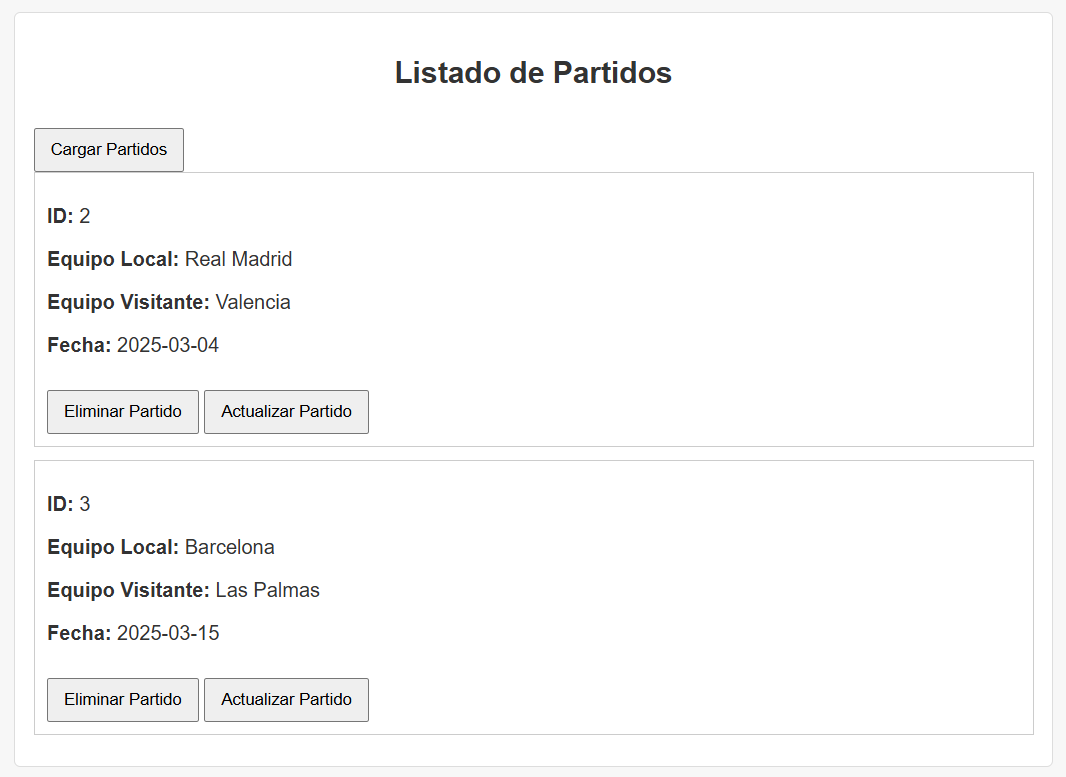 Listado de Partidos
Cargar Partidos
ID: 2
Equipo Local: Real Madrid
Equipo Visitante: Valencia
Fecha: 2025-03-04
Eliminar Partido Actualizar Partido
ID: 3
Equipo Local: Barcelona
Equipo Visitante: Las Palmas
Fecha: 2025-03-15
Eliminar Partido Actualizar Partido